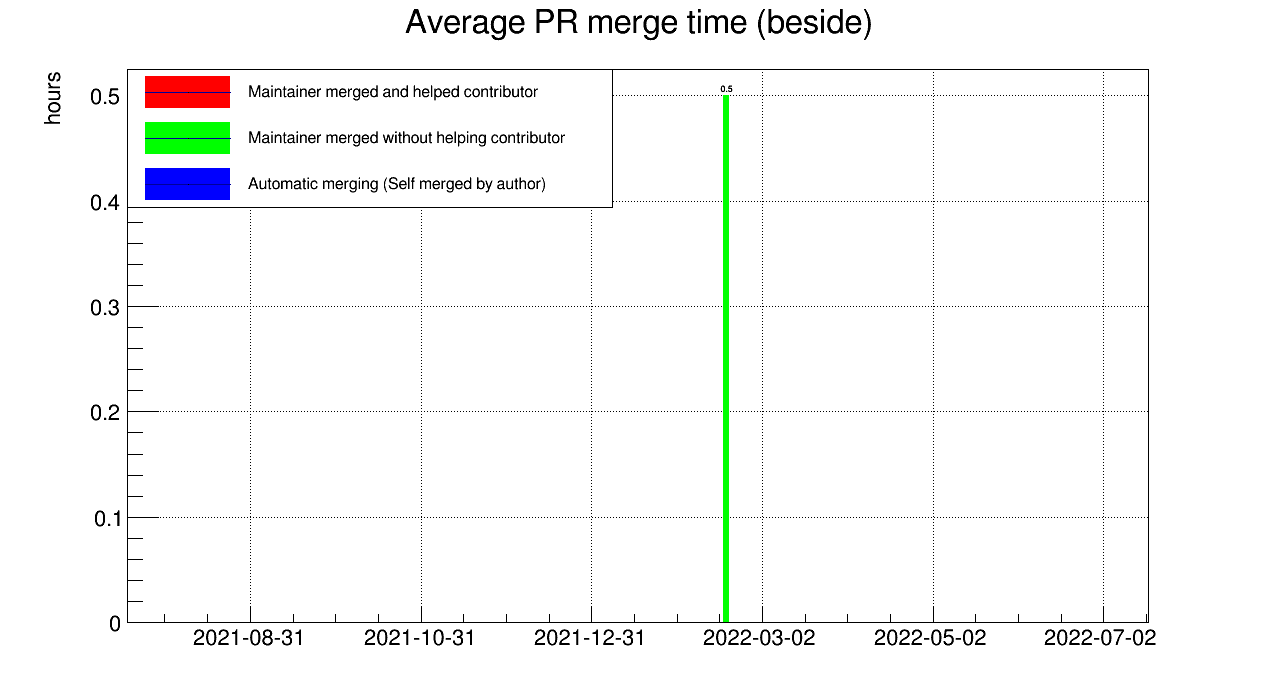 Average PR merge time (beside)
hours
Maintainer merged and helped contributor
Maintainer merged without helping contributor
Automatic merging (Self merged by author)
0.5
0.5
0.4
0.3
0.2
0.1
0
2021-08-31
2021-10-31
2021-12-31
2022-03-02
2022-05-02
2022-07-02